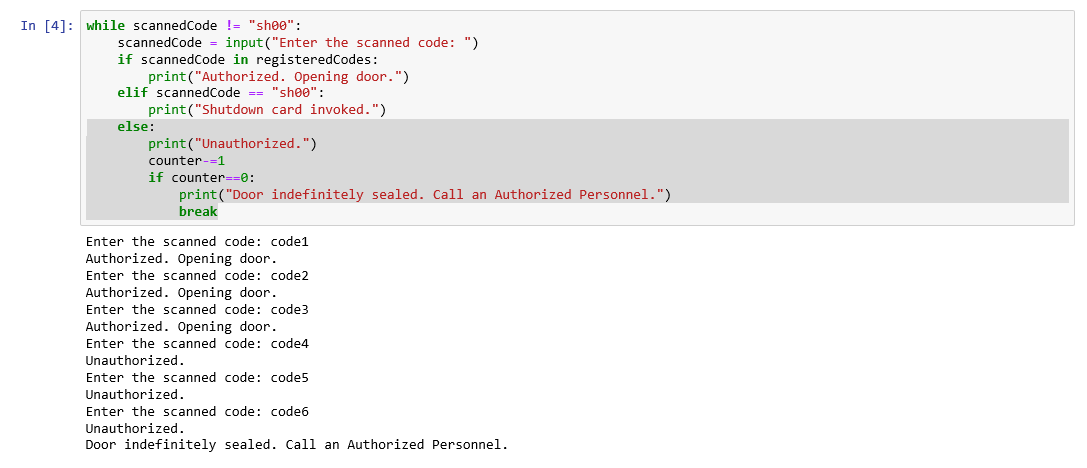 In [4]: while scannedCode != "sh00":
    scannedCode = input("Enter the scanned code: ")
    if scannedCode in registeredCodes:
        print("Authorized. Opening door.")
    elif scannedCode == "sh00":
        print("Shutdown card invoked.")
    else:
        print("Unauthorized.")
        counter-=1
        if counter==0:
            print("Door indefinitely sealed. Call an Authorized Personnel.")
            break
Enter the scanned code: code1
Authorized. Opening door.
Enter the scanned code: code2
Authorized. Opening door.
Enter the scanned code: code3
Authorized. Opening door.
Enter the scanned code: code4
Unauthorized.
Enter the scanned code: code5
Unauthorized.
Enter the scanned code: code6
Unauthorized.
Door indefinitely sealed. Call an Authorized Personnel.